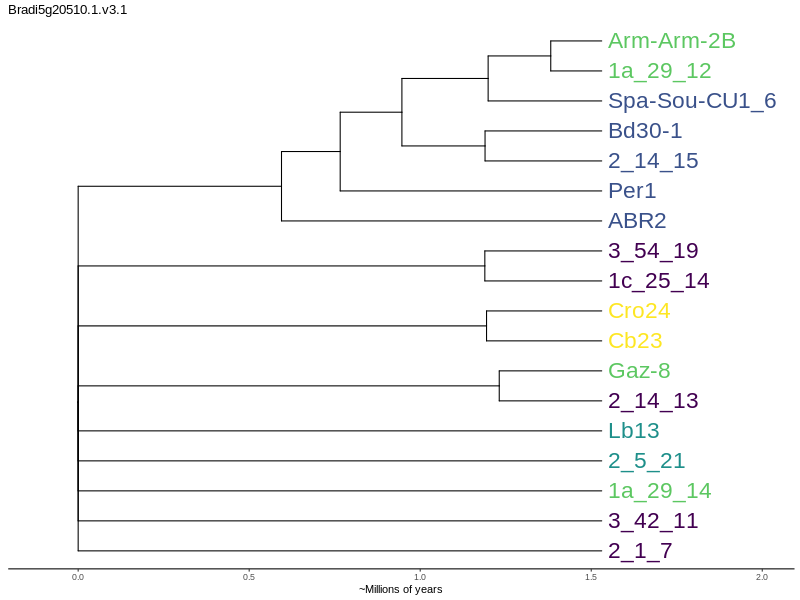 Bradi5g20510.1.v3.1
Arm-Arm-2B
1a_29_12
Spa-Sou-CU1_6
Bd30-1
2_14_15
Per1
ABR2
3_54_19
1c_25_14
Cro24
Cb23
Gaz-8
2_14_13
Lb13
2_5_21
1a_29_14
3_42_11
2_1_7
0.0 0.5 1.0 1.5 2.0
~Millions of years